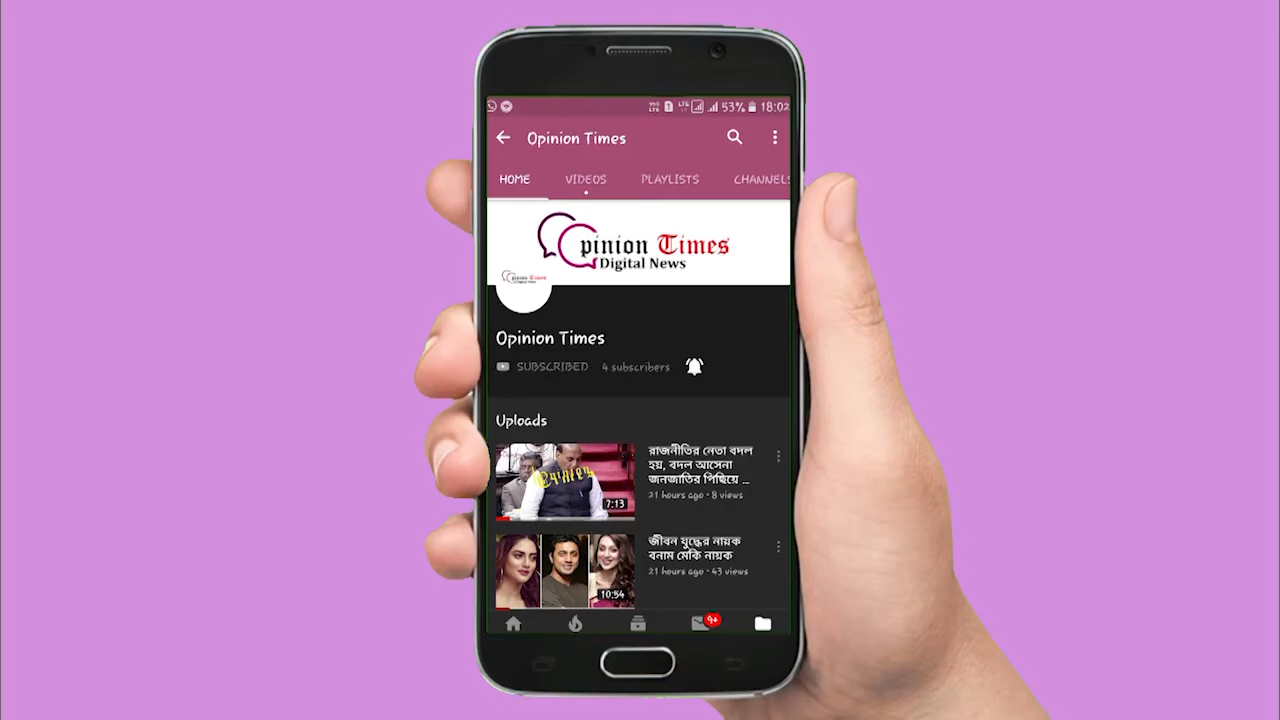 53% 18:02
Opinion Times
HOME VIDEOS PLAYLISTS CHANNELS
Opinion Times
Digital News
Opinion Times
SUBSCRIBED 4 subscribers
Uploads
রাজনীতির নেতা বদল
হয়, বদল আসেনা
জনজাতির পিছিয়ে ...
21 hours ago • 8 views
7:13
জীবন যুদ্ধের নায়ক
বনাম মেকি নায়ক
21 hours ago • 43 views
10:54
9+